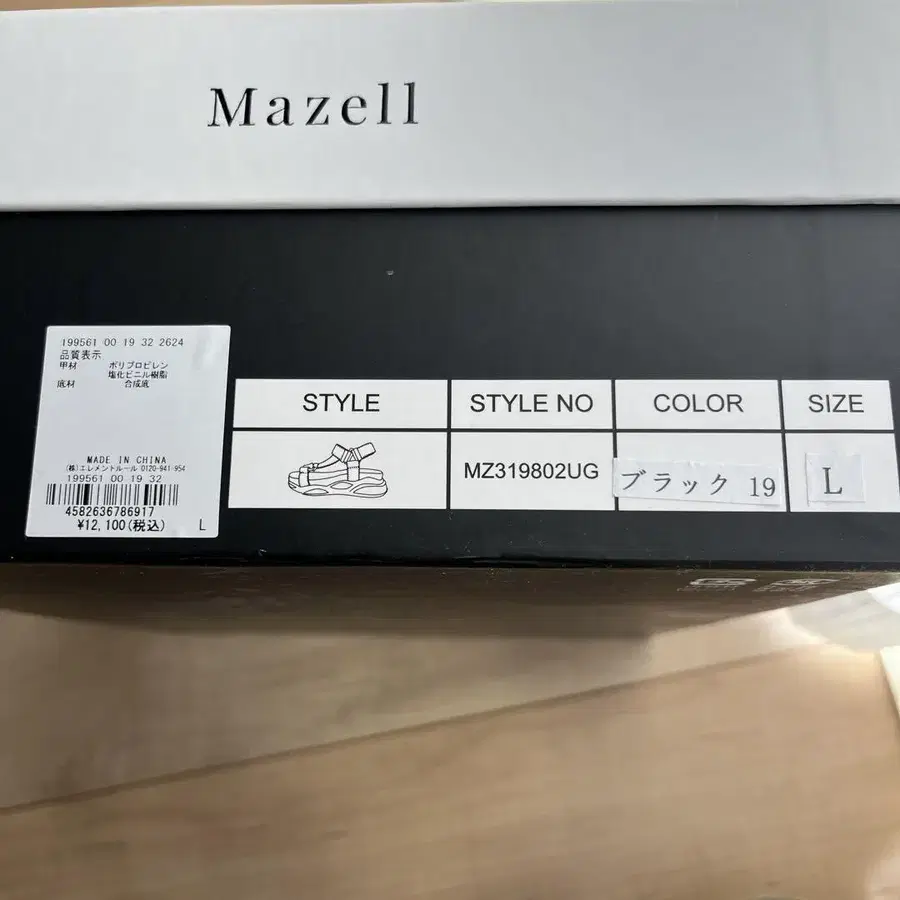 Mazell
199561 00 19 32 2624
品質表示
甲材 ポリプロピレン
塩化ビニル樹脂
底材 合成底
MADE IN CHINA
(株)エレメントルール 0120-941-954
199561 00 19 32
4582636786917
¥12,100(税込) L
STYLE STYLE NO COLOR SIZE
MZ319802UG ブラック 19 L